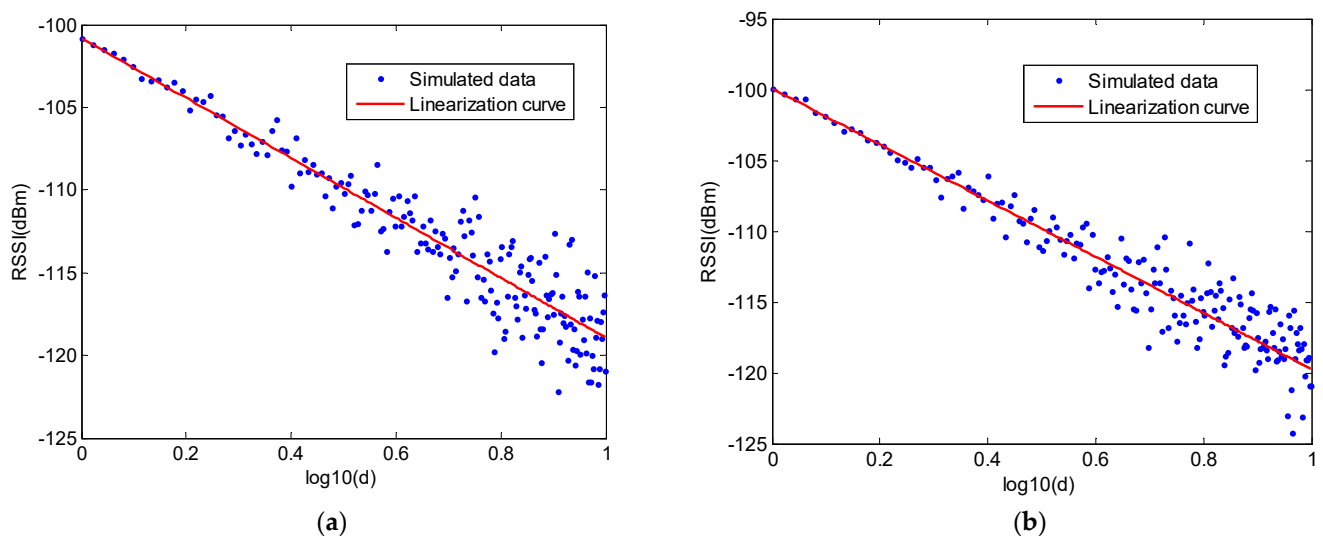 -100
-105
-110
-115
-120
-125
RSSI(dBm)
0
0.2
0.4
0.6
0.8
1
log10(d)
Simulated data
Linearization curve
(a)
-95
-100
-105
-110
-115
-120
-125
RSSI(dBm)
0
0.2
0.4
0.6
0.8
1
log10(d)
Simulated data
Linearization curve
(b)